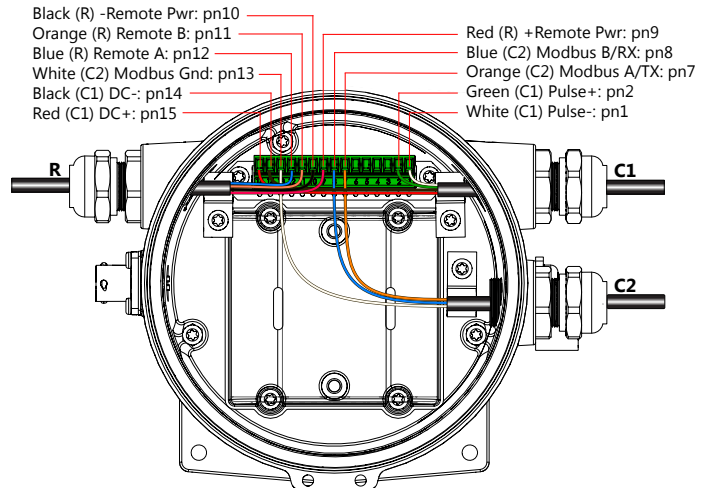 Black (R) -Remote Pwr: pn10
Orange (R) Remote B: pn11
Blue (R) Remote A: pn12
White (C2) Modbus Gnd: pn13
Black (C1) DC-: pn14
Red (C1) DC+: pn15
Red (R) +Remote Pwr: pn9
Blue (C2) Modbus B/RX: pn8
Orange (C2) Modbus A/TX: pn7
Green (C1) Pulse+: pn2
White (C1) Pulse-: pn1
R
C1
C2